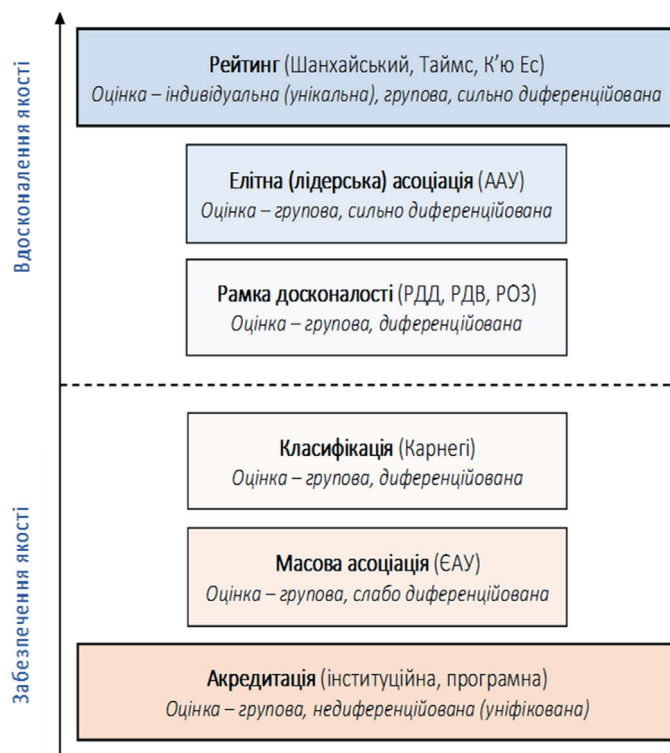 Вдосконалення якості
Рейтинг (Шанхайський, Таймс, К’ю Ес)
Оцінка – індивідуальна (унікальна), групова, сильно диференційована
Елітна (лідерська) асоціація (ААУ)
Оцінка – групова, сильно диференційована
Рамка досконалості (РДД, РДВ, РОЗ)
Оцінка – групова, диференційована
Забезпечення якості
Класифікація (Карнегі)
Оцінка – групова, диференційована
Масова асоціація (ЄАУ)
Оцінка – групова, слабо диференційована
Акредитація (інституційна, програмна)
Оцінка – групова, недиференційована (уніфікована)